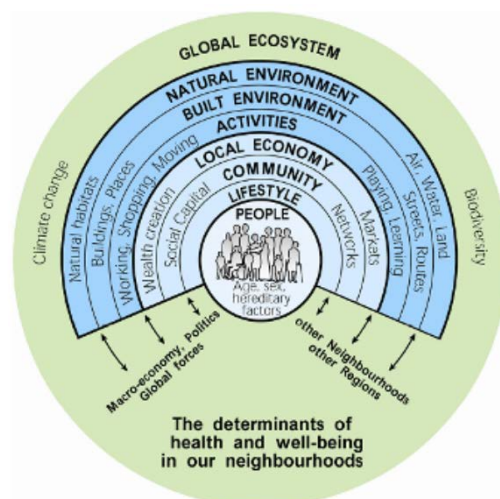 GLOBAL ECOSYSTEM
NATURAL ENVIRONMENT
BUILT ENVIRONMENT
ACTIVITIES
LOCAL ECONOMY
COMMUNITY
LIFESTYLE
PEOPLE
Age, sex,
hereditary
factors
Climate change
Natural habitats
Buildings, Places
Working, Shopping, Moving
Wealth creation
Social Capital
Networks
Markets
Playing, Learning
Streets, Routes
Air, Water, Land
Biodiversity
Macro-economy, Politics
Global forces
other Neighbourhoods
other Regions
The determinants of
health and well-being
in our neighbourhoods